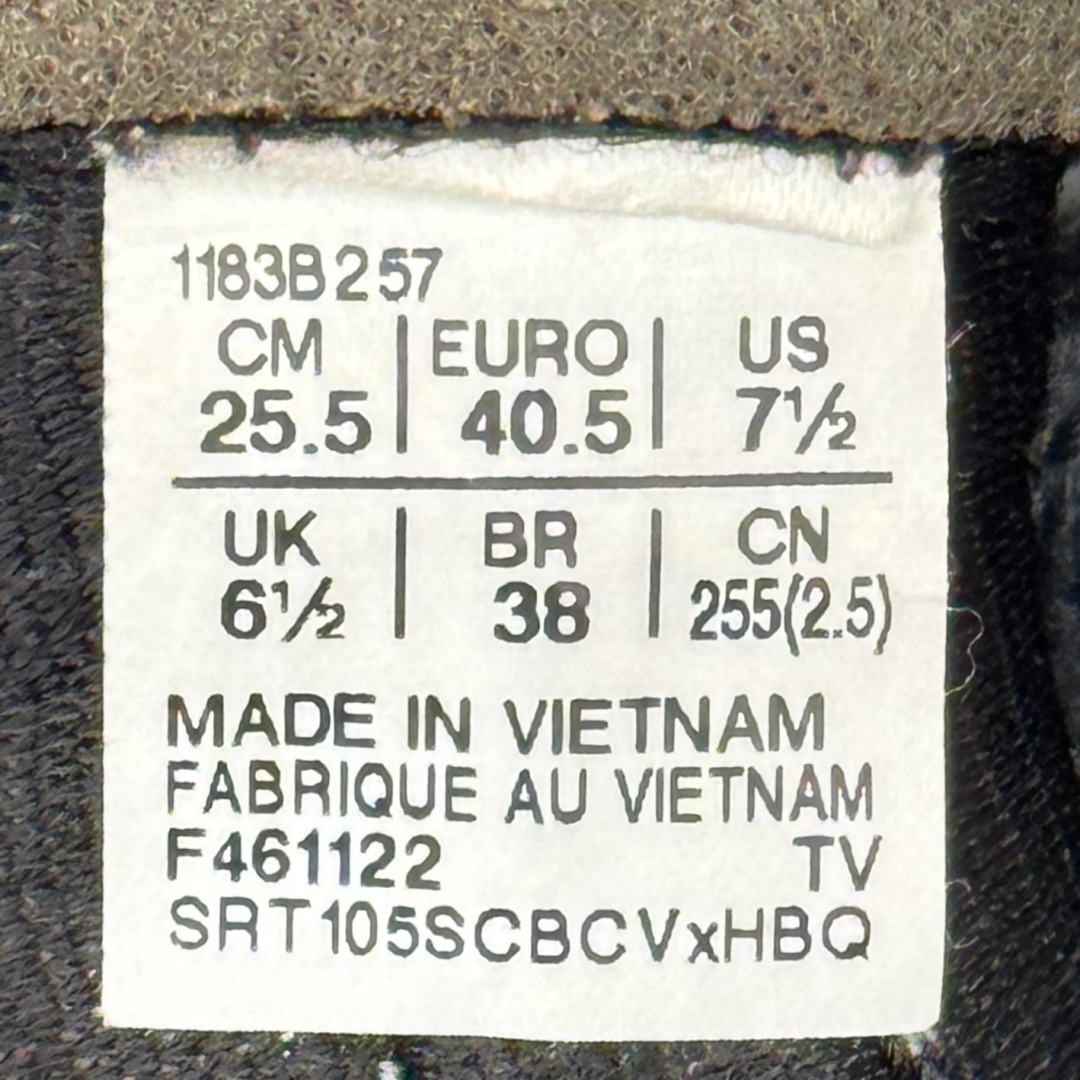 1183B257
CM | EURO | US
25.5 | 40.5 | 7½
UK | BR | CN
6½ | 38 | 255(2.5)
MADE IN VIETNAM
FABRIQUE AU VIETNAM
F461122 TV
SRT105SCBCVxHBQ